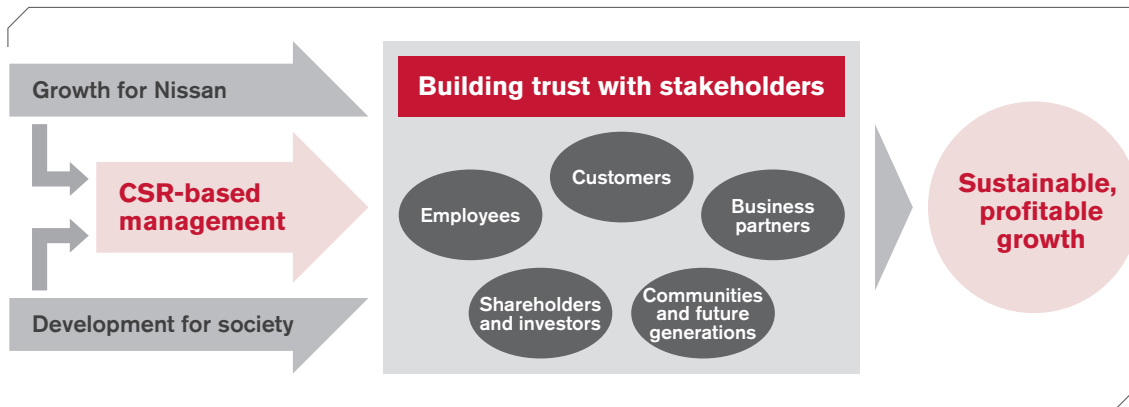 Growth for Nissan
CSR-based
management
Development for society
Building trust with stakeholders
Customers
Employees
Business
partners
Shareholders
and investors
Communities
and future
generations
Sustainable,
profitable
growth